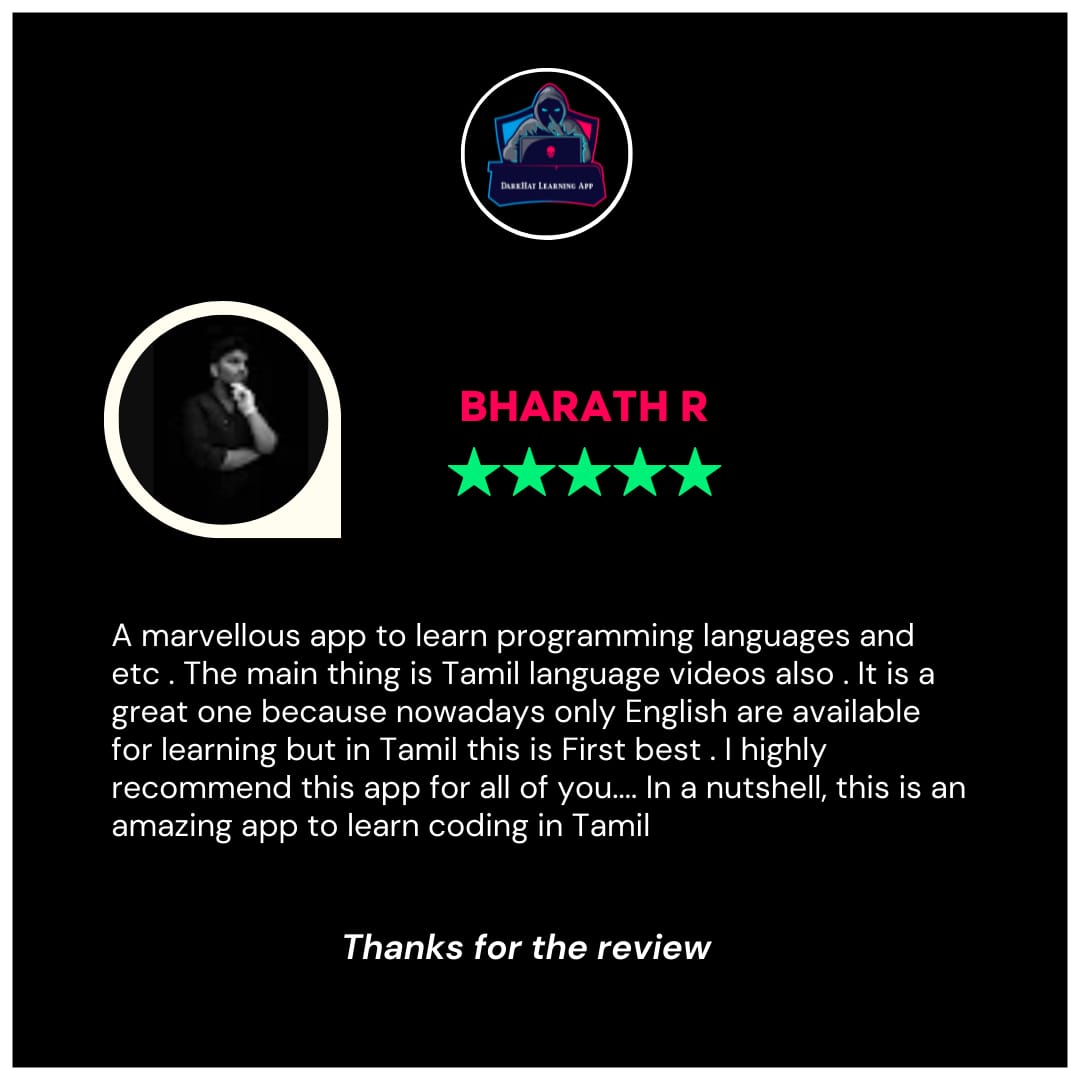 DarkHat Learning App
BHARATH R
A marvellous app to learn programming languages and
etc . The main thing is Tamil language videos also . It is a
great one because nowadays only English are available
for learning but in Tamil this is First best . I highly
recommend this app for all of you.... In a nutshell, this is an
amazing app to learn coding in Tamil
Thanks for the review